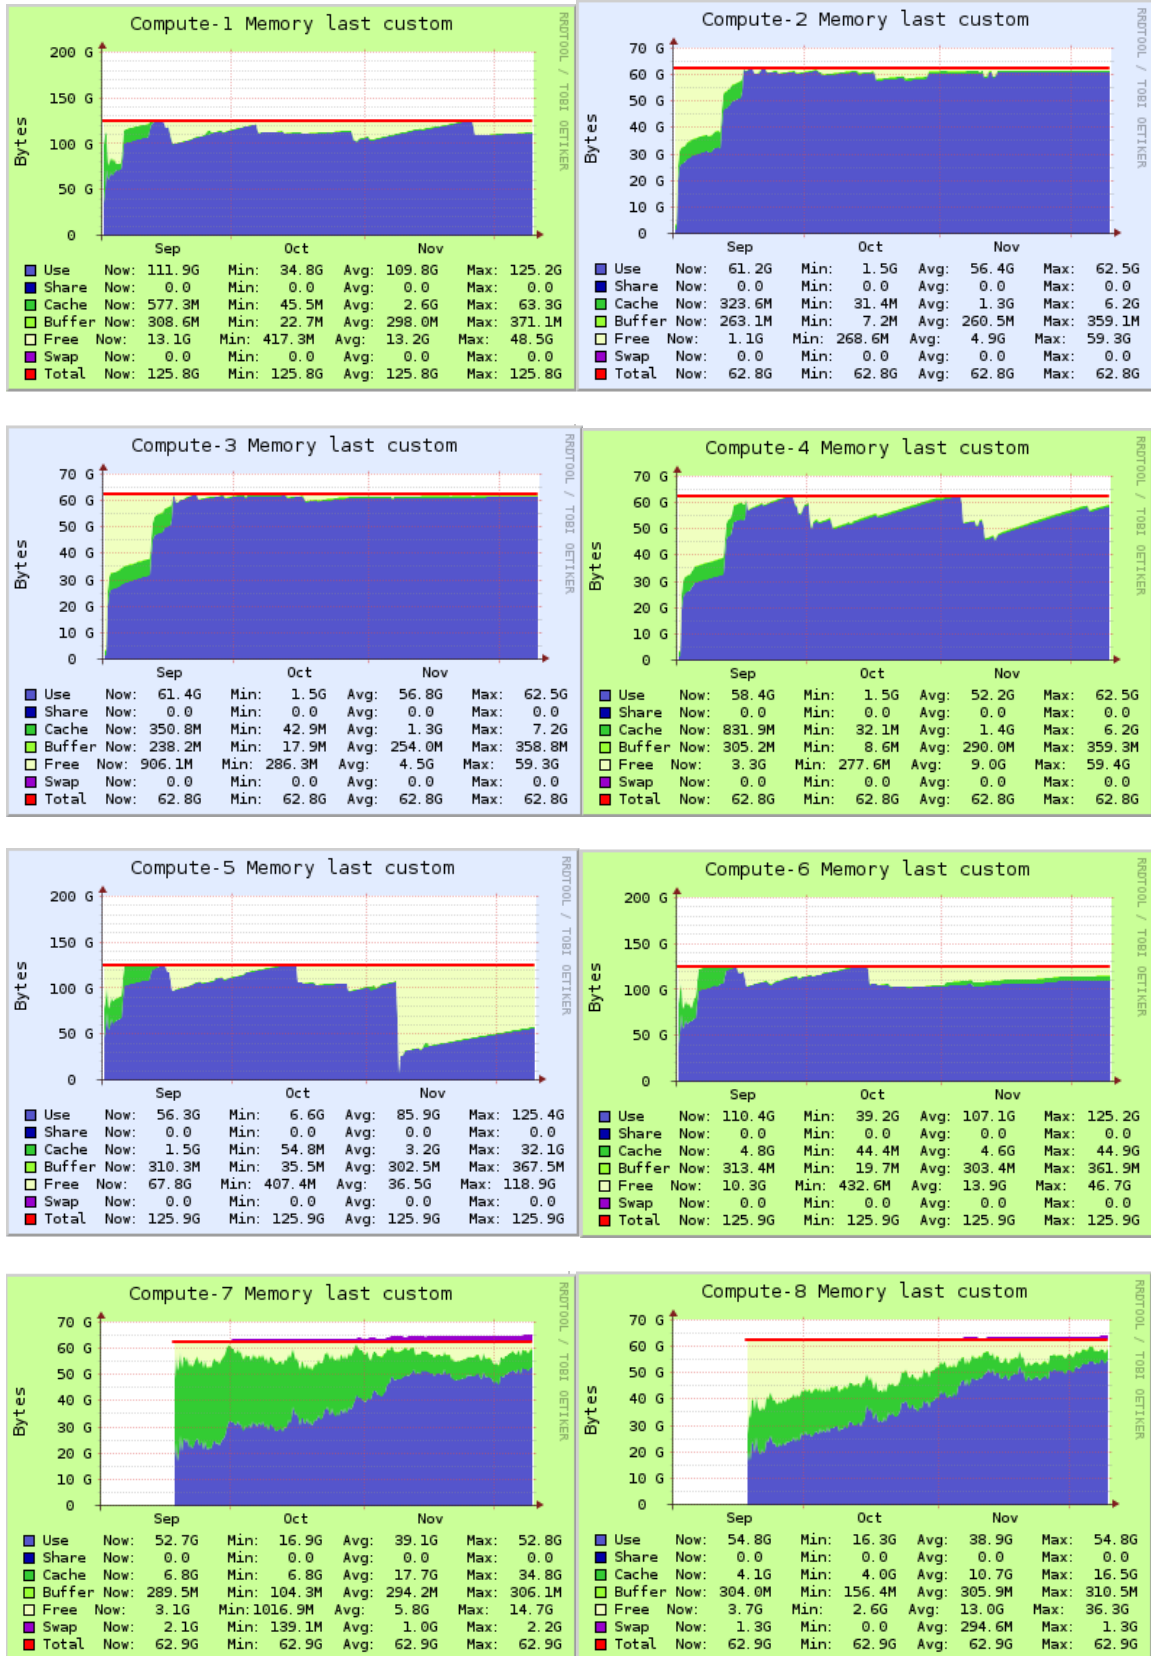 Compute-1 Memory last custom
RRDTOOL / TOBI OETIKER
Bytes
200 G
150 G
100 G
50 G
0
Sep Oct Nov
Use Now: 111.9G Min: 34.8G Avg: 109.8G Max: 125.2G
Share Now: 0.0 Min: 0.0 Avg: 0.0 Max: 0.0
Cache Now: 577.3M Min: 45.5M Avg: 2.6G Max: 63.3G
Buffer Now: 308.6M Min: 22.7M Avg: 298.0M Max: 371.1M
Free Now: 13.1G Min: 417.3M Avg: 13.2G Max: 48.5G
Swap Now: 0.0 Min: 0.0 Avg: 0.0 Max: 0.0
Total Now: 125.8G Min: 125.8G Avg: 125.8G Max: 125.8G
Compute-2 Memory last custom
RRDTOOL / TOBI OETIKER
Bytes
70 G
60 G
50 G
40 G
30 G
20 G
10 G
0
Sep Oct Nov
Use Now: 61.2G Min: 1.5G Avg: 56.4G Max: 62.5G
Share Now: 0.0 Min: 0.0 Avg: 0.0 Max: 0.0
Cache Now: 323.6M Min: 31.4M Avg: 1.3G Max: 6.2G
Buffer Now: 263.1M Min: 7.2M Avg: 260.5M Max: 359.1M
Free Now: 1.1G Min: 268.6M Avg: 4.9G Max: 59.3G
Swap Now: 0.0 Min: 0.0 Avg: 0.0 Max: 0.0
Total Now: 62.8G Min: 62.8G Avg: 62.8G Max: 62.8G
Compute-3 Memory last custom
RRDTOOL / TOBI OETIKER
Bytes
70 G
60 G
50 G
40 G
30 G
20 G
10 G
0
Sep Oct Nov
Use Now: 61.4G Min: 1.5G Avg: 56.8G Max: 62.5G
Share Now: 0.0 Min: 0.0 Avg: 0.0 Max: 0.0
Cache Now: 350.8M Min: 42.9M Avg: 1.3G Max: 7.2G
Buffer Now: 238.2M Min: 17.9M Avg: 254.0M Max: 358.8M
Free Now: 906.1M Min: 286.3M Avg: 4.5G Max: 59.3G
Swap Now: 0.0 Min: 0.0 Avg: 0.0 Max: 0.0
Total Now: 62.8G Min: 62.8G Avg: 62.8G Max: 62.8G
Compute-4 Memory last custom
RRDTOOL / TOBI OETIKER
Bytes
70 G
60 G
50 G
40 G
30 G
20 G
10 G
0
Sep Oct Nov
Use Now: 58.4G Min: 1.5G Avg: 52.2G Max: 62.5G
Share Now: 0.0 Min: 0.0 Avg: 0.0 Max: 0.0
Cache Now: 831.9M Min: 32.1M Avg: 1.4G Max: 6.2G
Buffer Now: 305.2M Min: 8.6M Avg: 290.0M Max: 359.3M
Free Now: 3.3G Min: 277.6M Avg: 9.0G Max: 59.4G
Swap Now: 0.0 Min: 0.0 Avg: 0.0 Max: 0.0
Total Now: 62.8G Min: 62.8G Avg: 62.8G Max: 62.8G
Compute-5 Memory last custom
RRDTOOL / TOBI OETIKER
Bytes
200 G
150 G
100 G
50 G
0
Sep Oct Nov
Use Now: 56.3G Min: 6.6G Avg: 85.9G Max: 125.4G
Share Now: 0.0 Min: 0.0 Avg: 0.0 Max: 0.0
Cache Now: 1.5G Min: 54.8M Avg: 3.2G Max: 32.1G
Buffer Now: 310.3M Min: 35.5M Avg: 302.5M Max: 367.5M
Free Now: 67.8G Min: 407.4M Avg: 36.5G Max: 118.9G
Swap Now: 0.0 Min: 0.0 Avg: 0.0 Max: 0.0
Total Now: 125.9G Min: 125.9G Avg: 125.9G Max: 125.9G
Compute-6 Memory last custom
RRDTOOL / TOBI OETIKER
Bytes
200 G
150 G
100 G
50 G
0
Sep Oct Nov
Use Now: 110.4G Min: 39.2G Avg: 107.1G Max: 125.2G
Share Now: 0.0 Min: 0.0 Avg: 0.0 Max: 0.0
Cache Now: 4.8G Min: 44.4M Avg: 4.6G Max: 44.9G
Buffer Now: 313.4M Min: 19.7M Avg: 303.4M Max: 361.9M
Free Now: 10.3G Min: 432.6M Avg: 13.9G Max: 46.7G
Swap Now: 0.0 Min: 0.0 Avg: 0.0 Max: 0.0
Total Now: 125.9G Min: 125.9G Avg: 125.9G Max: 125.9G
Compute-7 Memory last custom
RRDTOOL / TOBI OETIKER
Bytes
70 G
60 G
50 G
40 G
30 G
20 G
10 G
0
Sep Oct Nov
Use Now: 52.7G Min: 16.9G Avg: 39.1G Max: 52.8G
Share Now: 0.0 Min: 0.0 Avg: 0.0 Max: 0.0
Cache Now: 6.8G Min: 6.8G Avg: 17.7G Max: 34.8G
Buffer Now: 289.5M Min: 104.3M Avg: 294.2M Max: 306.1M
Free Now: 3.1G Min:1016.9M Avg: 5.8G Max: 14.7G
Swap Now: 2.1G Min: 139.1M Avg: 1.0G Max: 2.2G
Total Now: 62.9G Min: 62.9G Avg: 62.9G Max: 62.9G
Compute-8 Memory last custom
RRDTOOL / TOBI OETIKER
Bytes
70 G
60 G
50 G
40 G
30 G
20 G
10 G
0
Sep Oct Nov
Use Now: 54.8G Min: 16.3G Avg: 38.9G Max: 54.8G
Share Now: 0.0 Min: 0.0 Avg: 0.0 Max: 0.0
Cache Now: 4.1G Min: 4.0G Avg: 10.7G Max: 16.5G
Buffer Now: 304.0M Min: 156.4M Avg: 305.9M Max: 310.5M
Free Now: 3.7G Min: 2.6G Avg: 13.0G Max: 36.3G
Swap Now: 1.3G Min: 0.0 Avg: 294.6M Max: 1.3G
Total Now: 62.9G Min: 62.9G Avg: 62.9G Max: 62.9G